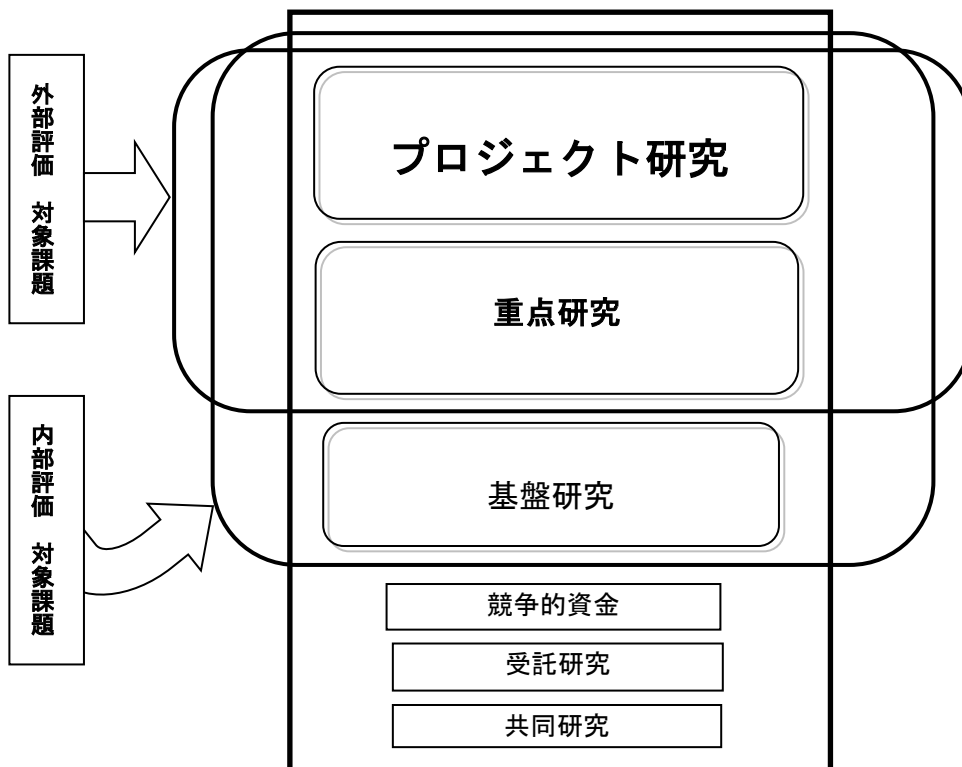 外部評価 対象課題
プロジェクト研究
重点研究
内部評価 対象課題
基盤研究
競争的資金
受託研究
共同研究